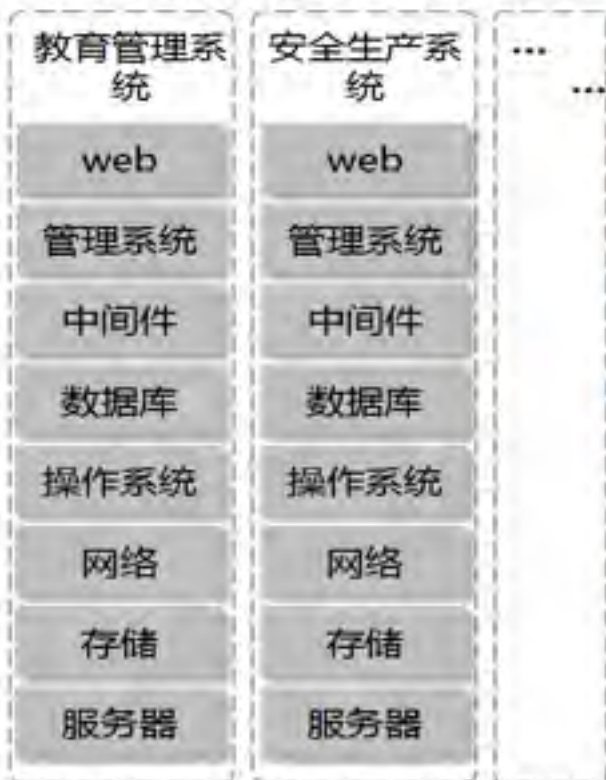 教育管理系
统
web
管理系统
中间件
数据库
操作系统
网络
存储
服务器
安全生产系
统
web
管理系统
中间件
数据库
操作系统
网络
存储
服务器
...
...